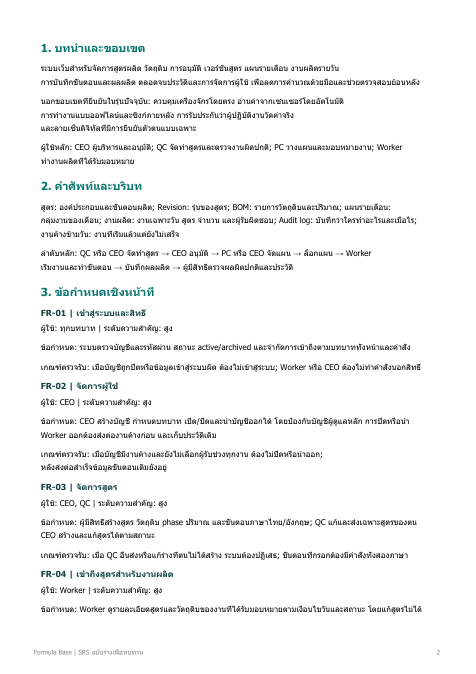 1. บทนำและขอบเขต
ระบบเว็บสำหรับจัดการสูตรผลิต วัตถุดิบ การอนุมัติ เวอร์ชันสูตร แผนรายเดือน งานผลิตรายวัน
การบันทึกขั้นตอนและผลผลิต ตลอดจนประวัติและการจัดการผู้ใช้ เพื่อลดการคำนวณด้วยมือและช่วยตรวจสอบย้อนหลัง
นอกขอบเขตที่ยืนยันในรุ่นปัจจุบัน: ควบคุมเครื่องจักรโดยตรง อ่านค่าจากเซนเซอร์โดยอัตโนมัติ
การทำงานแบบออฟไลน์และซิงก์ภายหลัง การรับประกันว่าผู้ปฏิบัติงานวัดค่าจริง
และลายเซ็นดิจิทัลที่มีการยืนยันตัวตนแบบเฉพาะ
ผู้ใช้หลัก: CEO ผู้บริหารและอนุมัติ; QC จัดทำสูตรและตรวจงานผิดปกติ; PC วางแผนและมอบหมายงาน; Worker
ทำงานผลิตที่ได้รับมอบหมาย
2. คำศัพท์และบริบท
สูตร: องค์ประกอบและขั้นตอนผลิต; Revision: รุ่นของสูตร; BOM: รายการวัตถุดิบและปริมาณ; แผนรายเดือน:
กลุ่มงานของเดือน; งานผลิต: งานเฉพาะวัน สูตร จำนวน และผู้รับผิดชอบ; Audit log: บันทึกว่าใครทำอะไรและเมื่อไร;
งานค้างข้ามวัน: งานที่เริ่มแล้วแต่ยังไม่เสร็จ
ลำดับหลัก: QC หรือ CEO จัดทำสูตร → CEO อนุมัติ → PC หรือ CEO จัดแผน → ล็อกแผน → Worker
เริ่มงานและทำขั้นตอน → บันทึกผลผลิต → ผู้มีสิทธิตรวจผลผิดปกติและประวัติ
3. ข้อกำหนดเชิงหน้าที่
FR-01 | เข้าสู่ระบบและสิทธิ์
ผู้ใช้: ทุกบทบาท | ระดับความสำคัญ: สูง
ข้อกำหนด: ระบบตรวจบัญชีและรหัสผ่าน สถานะ active/archived และจำกัดการเข้าถึงตามบทบาททั้งหน้าและคำสั่ง
เกณฑ์ตรวจรับ: เมื่อบัญชีถูกปิดหรือข้อมูลเข้าสู่ระบบผิด ต้องไม่เข้าสู่ระบบ; Worker หรือ CEO ต้องไม่ทำคำสั่งนอกสิทธิ์
FR-02 | จัดการผู้ใช้
ผู้ใช้: CEO | ระดับความสำคัญ: สูง
ข้อกำหนด: CEO สร้างบัญชี กำหนดบทบาท เปิด/ปิดและนำบัญชีออกได้ โดยป้องกันบัญชีผู้ดูแลหลัก การปิดหรือนำ
Worker ออกต้องส่งต่องานค้างก่อน และเก็บประวัติเดิม
เกณฑ์ตรวจรับ: เมื่อบัญชีมีงานค้างและยังไม่เลือกผู้รับช่วงทุกงาน ต้องไม่ปิดหรือนำออก;
หลังส่งต่อสำเร็จข้อมูลขั้นตอนเดิมยังอยู่
FR-03 | จัดการสูตร
ผู้ใช้: CEO, QC | ระดับความสำคัญ: สูง
ข้อกำหนด: ผู้มีสิทธิสร้างสูตร วัตถุดิบ phase ปริมาณ และขั้นตอนภาษาไทย/อังกฤษ; QC แก้และส่งเฉพาะสูตรของตน
CEO สร้างและแก้สูตรได้ตามสถานะ
เกณฑ์ตรวจรับ: เมื่อ QC อื่นส่งหรือแก้ร่างที่ตนไม่ได้สร้าง ระบบต้องปฏิเสธ; ขั้นตอนที่กรอกต้องมีคำสั่งทั้งสองภาษา
FR-04 | เข้าถึงสูตรสำหรับงานผลิต
ผู้ใช้: Worker | ระดับความสำคัญ: สูง
ข้อกำหนด: Worker ดูรายละเอียดสูตรและวัตถุดิบของงานที่ได้รับมอบหมายตามเงื่อนไขวันและสถานะ โดยแก้สูตรไม่ได้
Formula Base | SRS ฉบับร่างเพื่อทบทวน
2